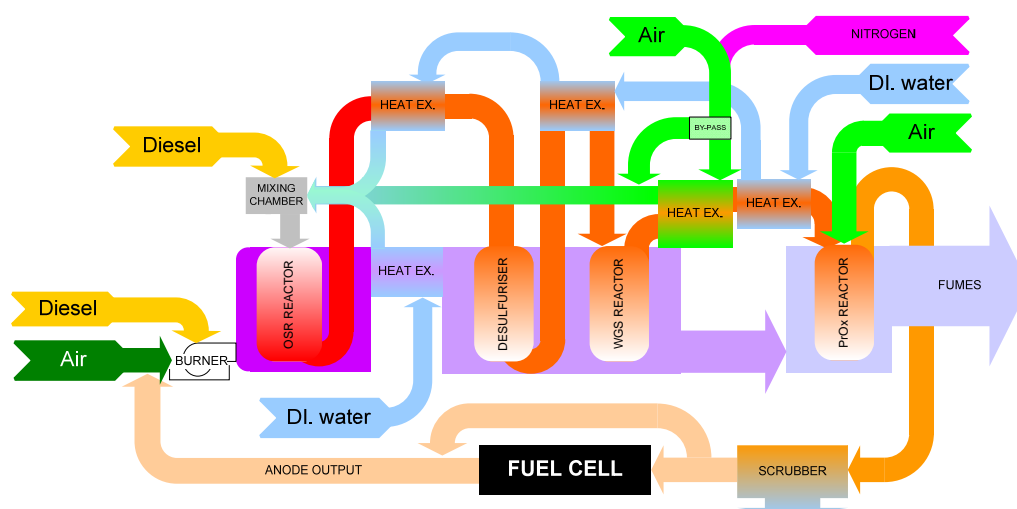 Air
NITROGEN
DI. water
HEAT EX.
HEAT EX.
BY-PASS
Air
Diesel
MIXING
CHAMBER
HEAT EX.
HEAT EX.
OSR REACTOR
HEAT EX.
DESULFURISER
WGS REACTOR
PrOx REACTOR
FUMES
Diesel
Air
BURNER
DI. water
ANODE OUTPUT
FUEL CELL
SCRUBBER